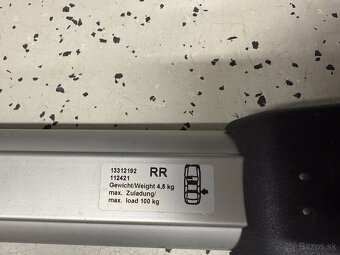 13312192 RR
112421
Gewicht/Weight 4,5 kg
max. Zuladung/
max. load 100 kg
Bazos.sk